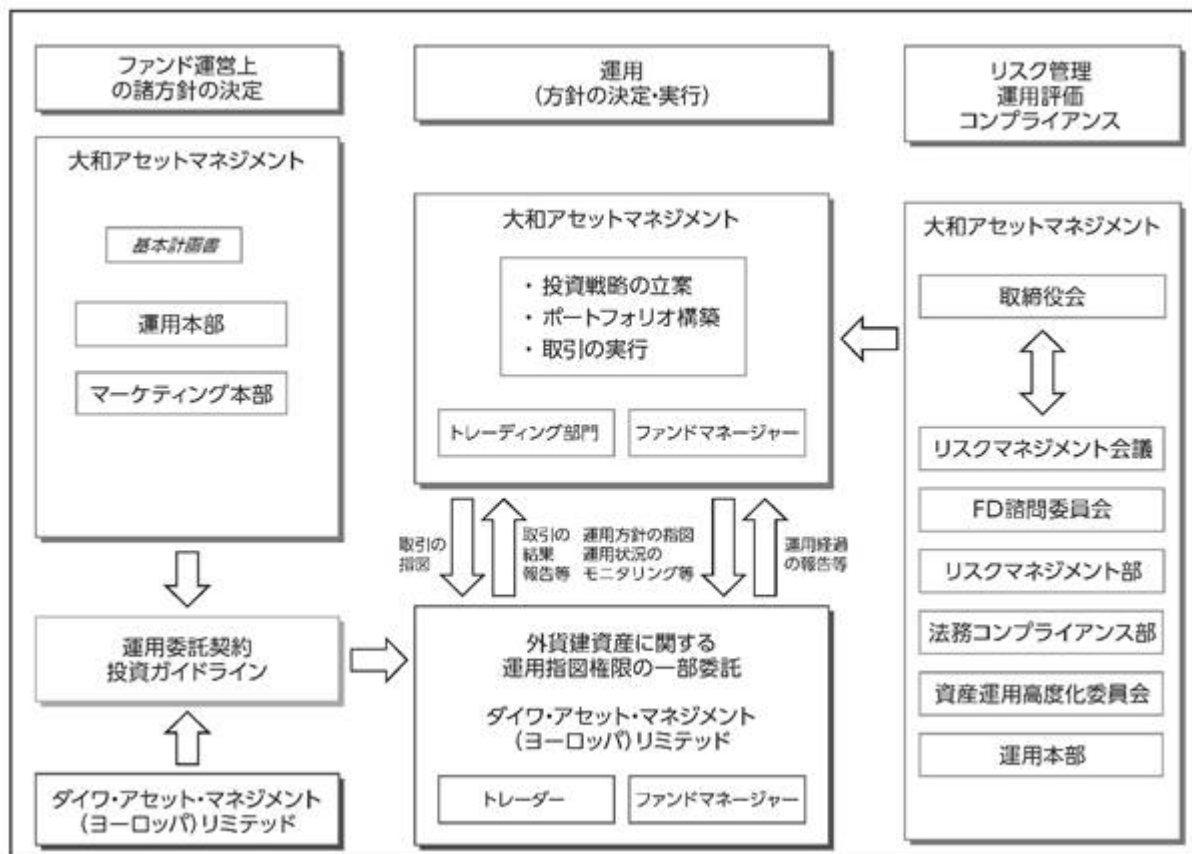 ファンド運営上
の諸方針の決定
大和アセットマネジメント
基本計画書
運用本部
マーケティング本部
運用委託契約
投資ガイドライン
ダイワ・アセット・マネジメント
(ヨーロッパ)リミテッド
運用
(方針の決定・実行)
大和アセットマネジメント
・投資戦略の立案
・ポートフォリオ構築
・取引の実行
トレーディング部門
ファンドマネージャー
取引の
指図
取引の
結果
報告等
運用方針の指図
運用状況の
モニタリング等
運用経過
の報告等
外貨建資産に関する
運用指図権限の一部委託
ダイワ・アセット・マネジメント
(ヨーロッパ)リミテッド
トレーダー
ファンドマネージャー
リスク管理
運用評価
コンプライアンス
大和アセットマネジメント
取締役会
リスクマネジメント会議
FD諮問委員会
リスクマネジメント部
法務コンプライアンス部
資産運用高度化委員会
運用本部